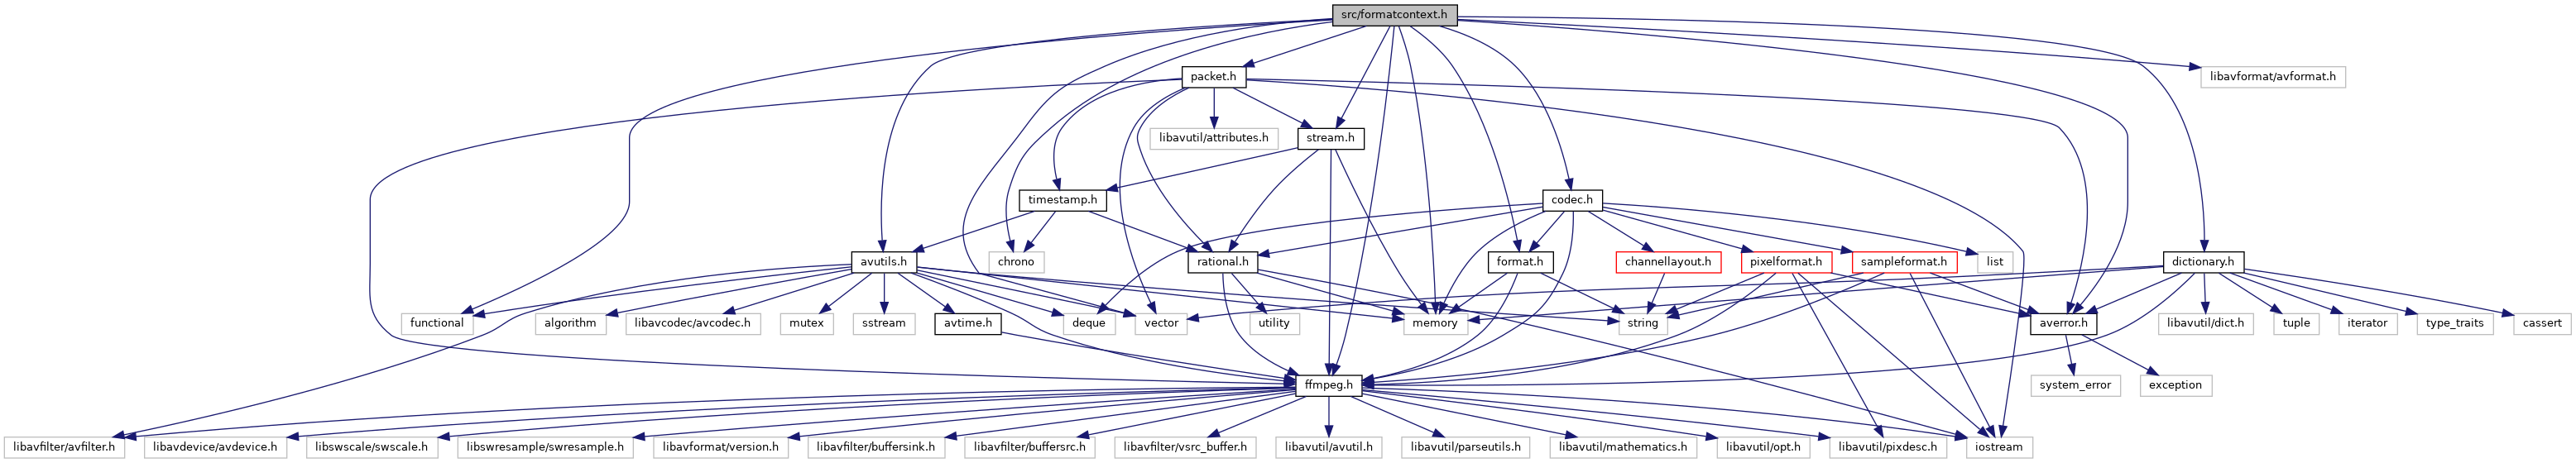 src/formatcontext.h
packet.h
libavformat/avformat.h
libavutil/attributes.h
stream.h
timestamp.h
codec.h
avutils.h
chrono
rational.h
format.h
channellayout.h
pixelformat.h
sampleformat.h
list
dictionary.h
functional
algorithm
libavcodec/avcodec.h
mutex
sstream
avtime.h
deque
vector
utility
memory
string
averror.h
libavutil/dict.h
tuple
iterator
type_traits
cassert
ffmpeg.h
system_error
exception
libavfilter/avfilter.h
libavdevice/avdevice.h
libswscale/swscale.h
libswresample/swresample.h
libavformat/version.h
libavfilter/buffersink.h
libavfilter/buffersrc.h
libavfilter/vsrc_buffer.h
libavutil/avutil.h
libavutil/parseutils.h
libavutil/mathematics.h
libavutil/opt.h
libavutil/pixdesc.h
iostream